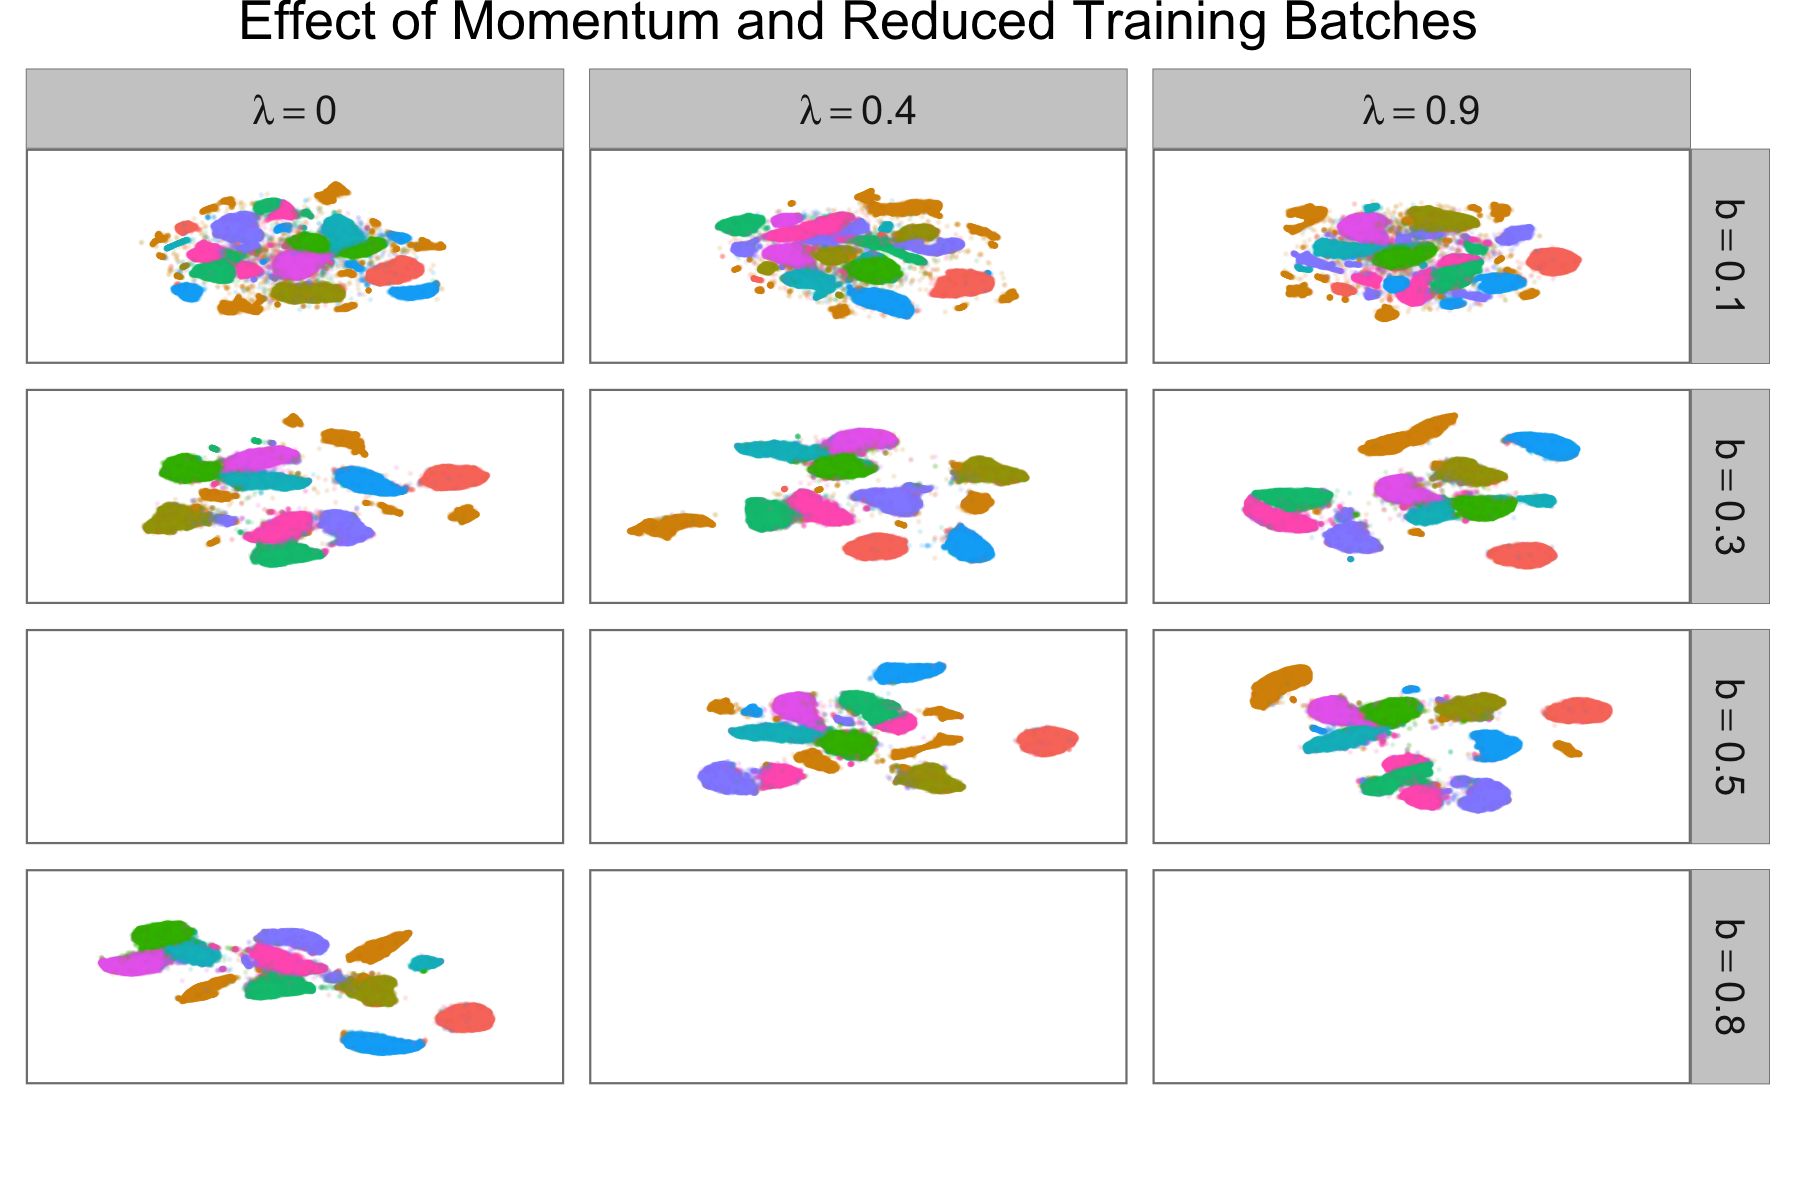 Effect of Momentum and Reduced Training Batches
λ = 0
λ = 0.4
λ = 0.9
b = 0.1
b = 0.3
b = 0.5
b = 0.8